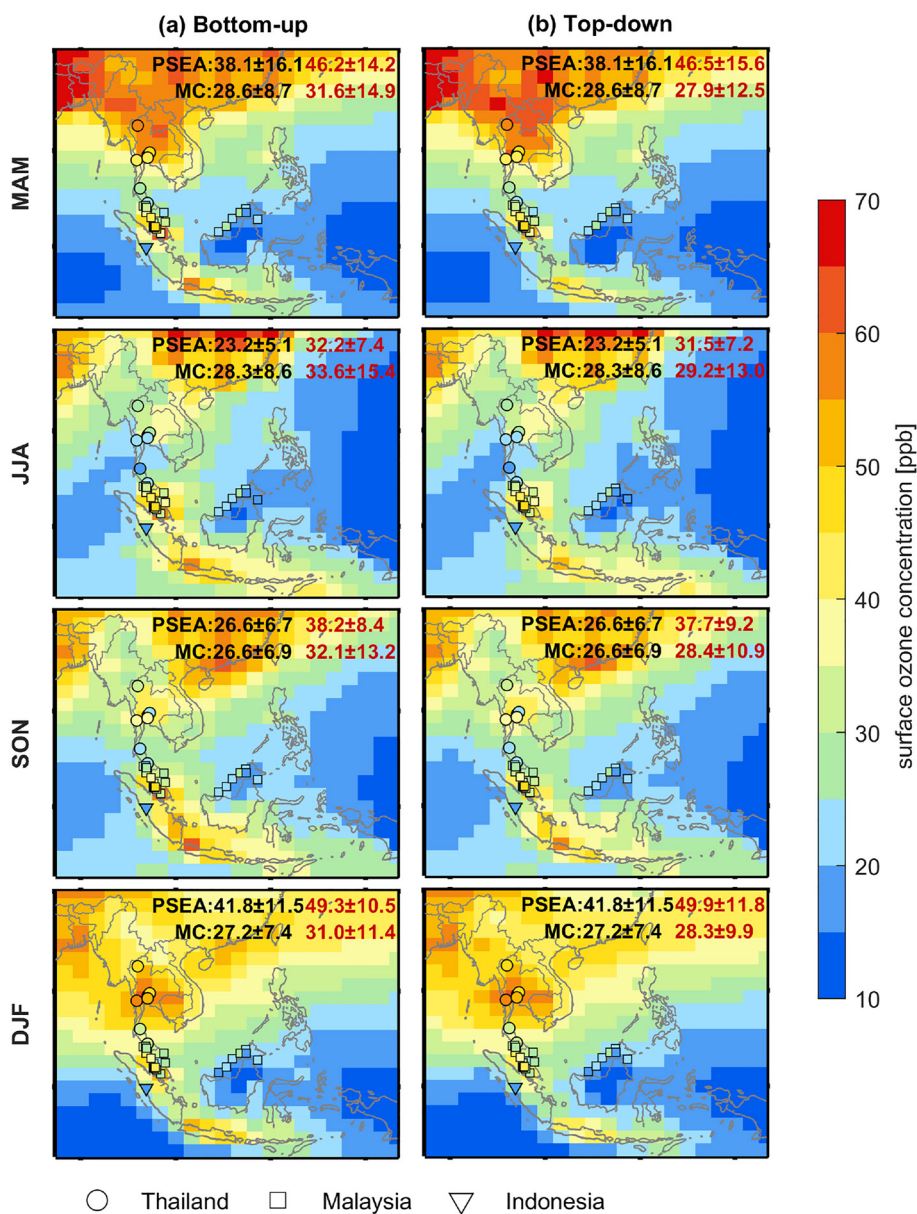 (a) Bottom-up
(b) Top-down
MAM
PSEA:38.1±16.1 46.2±14.2
MC:28.6±8.7 31.6±14.9
PSEA:38.1±16.1 46.5±15.6
MC:28.6±8.7 27.9±12.5
JJA
PSEA:23.2±5.1 32.2±7.4
MC:28.3±8.6 33.6±15.4
PSEA:23.2±5.1 31.5±7.2
MC:28.3±8.6 29.2±13.0
SON
PSEA:26.6±6.7 38.2±8.4
MC:26.6±6.9 32.1±13.2
PSEA:26.6±6.7 37.7±9.2
MC:26.6±6.9 28.4±10.9
DJF
PSEA:41.8±11.5 49.3±10.5
MC:27.2±7.4 31.0±11.4
PSEA:41.8±11.5 49.9±11.8
MC:27.2±7.4 28.3±9.9
70
60
50
40
30
20
10
surface ozone concentration [ppb]
Thailand Malaysia Indonesia